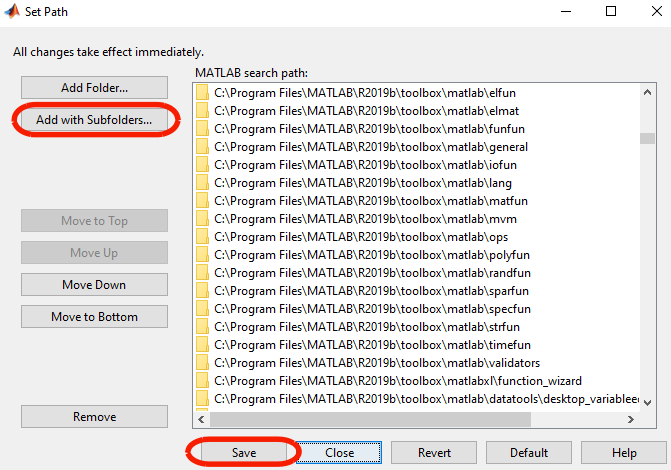 Set Path
All changes take effect immediately.
Add Folder...
Add with Subfolders...
Move to Top
Move Up
Move Down
Move to Bottom
Remove
MATLAB search path:
C:\Program Files\MATLAB\R2019b\toolbox\matlab\elfun
C:\Program Files\MATLAB\R2019b\toolbox\matlab\elmat
C:\Program Files\MATLAB\R2019b\toolbox\matlab\funfun
C:\Program Files\MATLAB\R2019b\toolbox\matlab\general
C:\Program Files\MATLAB\R2019b\toolbox\matlab\iofun
C:\Program Files\MATLAB\R2019b\toolbox\matlab\lang
C:\Program Files\MATLAB\R2019b\toolbox\matlab\matfun
C:\Program Files\MATLAB\R2019b\toolbox\matlab\mvm
C:\Program Files\MATLAB\R2019b\toolbox\matlab\ops
C:\Program Files\MATLAB\R2019b\toolbox\matlab\polyfun
C:\Program Files\MATLAB\R2019b\toolbox\matlab\randfun
C:\Program Files\MATLAB\R2019b\toolbox\matlab\sparfun
C:\Program Files\MATLAB\R2019b\toolbox\matlab\specfun
C:\Program Files\MATLAB\R2019b\toolbox\matlab\strfun
C:\Program Files\MATLAB\R2019b\toolbox\matlab\timefun
C:\Program Files\MATLAB\R2019b\toolbox\matlab\validators
C:\Program Files\MATLAB\R2019b\toolbox\matlabxl\function_wizard
C:\Program Files\MATLAB\R2019b\toolbox\matlab\datatools\desktop_variableed
Save
Close
Revert
Default
Help